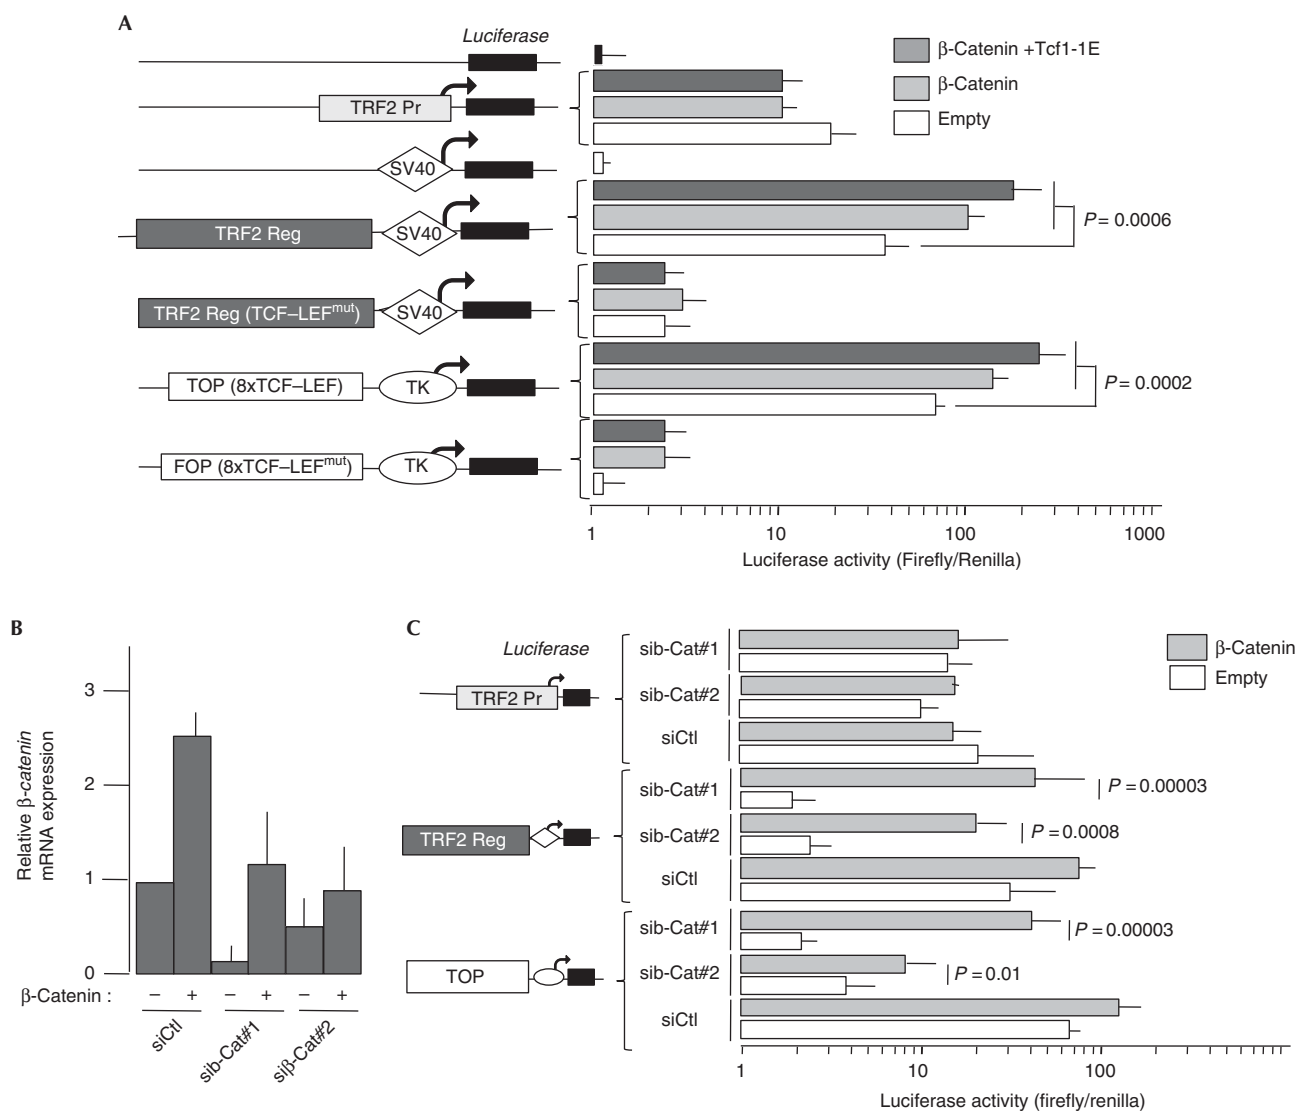 A
Luciferase
β-Catenin +Tcf1-1E
β-Catenin
Empty
TRF2 Pr
SV40
TRF2 Reg
SV40
P = 0.0006
TRF2 Reg (TCF–LEFmut)
SV40
TOP (8xTCF–LEF)
TK
P = 0.0002
FOP (8xTCF–LEFmut)
TK
1
10
100
1000
Luciferase activity (Firefly/Renilla)
B
Relative β-catenin
mRNA expression
3
2
1
0
β-Catenin :
– + – + – +
siCtl
sib-Cat#1
siβ-Cat#2
C
Luciferase
β-Catenin
Empty
TRF2 Pr
sib-Cat#1
sib-Cat#2
siCtl
TRF2 Reg
sib-Cat#1
P = 0.00003
sib-Cat#2
P = 0.0008
siCtl
TOP
sib-Cat#1
P = 0.00003
sib-Cat#2
P = 0.01
siCtl
1
10
100
Luciferase activity (firefly/renilla)